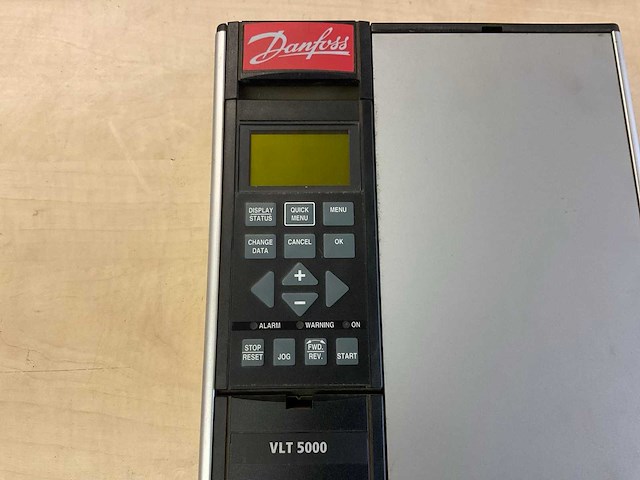 Danfoss
DISPLAY STATUS
QUICK MENU
MENU
CHANGE DATA
CANCEL
OK
+
−
ALARM WARNING ON
STOP RESET
JOG
FWD. REV.
START
VLT 5000